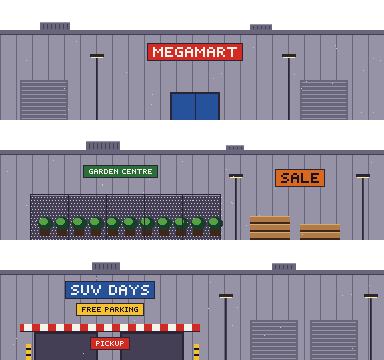 MEGAMART
GARDEN CENTRE
SALE
SUV DAYS
FREE PARKING
PICKUP